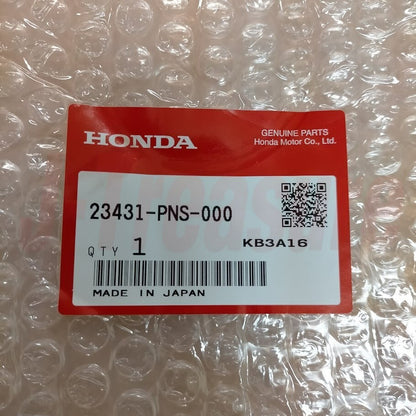 HONDA
GENUINE PARTS
Honda Motor Co., Ltd.
23431-PNS-000
QTY 1
KB3A16
MADE IN JAPAN